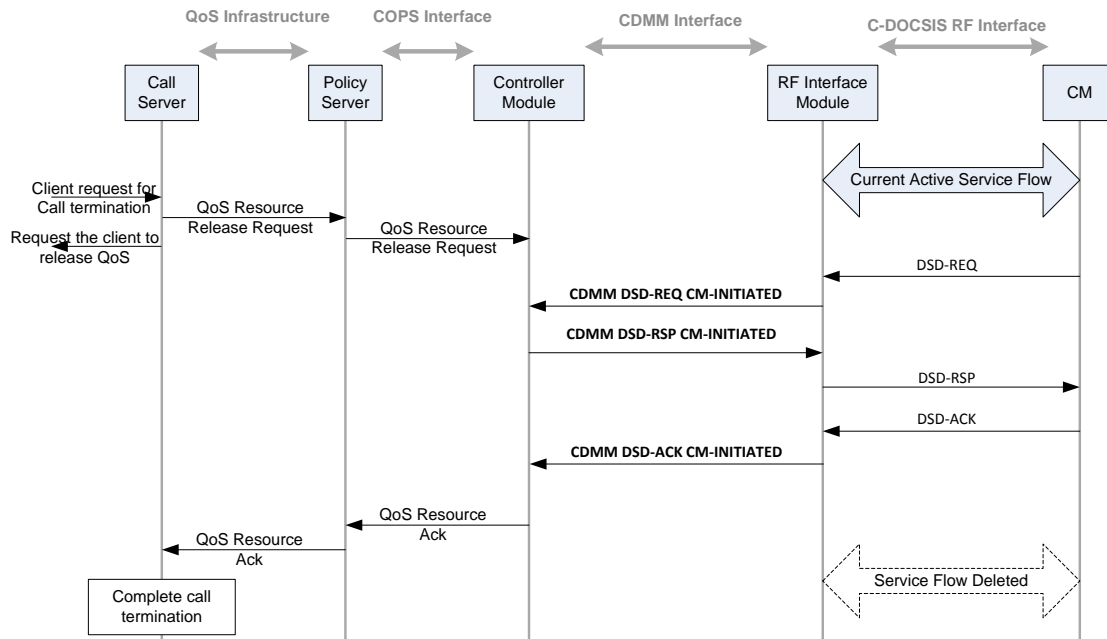 QoS Infrastructure
COPS Interface
CDMM Interface
C-DOCSIS RF Interface
Call
Server
Policy
Server
Controller
Module
RF Interface
Module
CM
Current Active Service Flow
Client request for
Call termination
QoS Resource
Release Request
Request the client to
release QoS
QoS Resource
Release Request
DSD-REQ
CDMM DSD-REQ CM-INITIATED
CDMM DSD-RSP CM-INITIATED
DSD-RSP
DSD-ACK
CDMM DSD-ACK CM-INITIATED
QoS Resource
Ack
QoS Resource
Ack
Service Flow Deleted
Complete call
termination